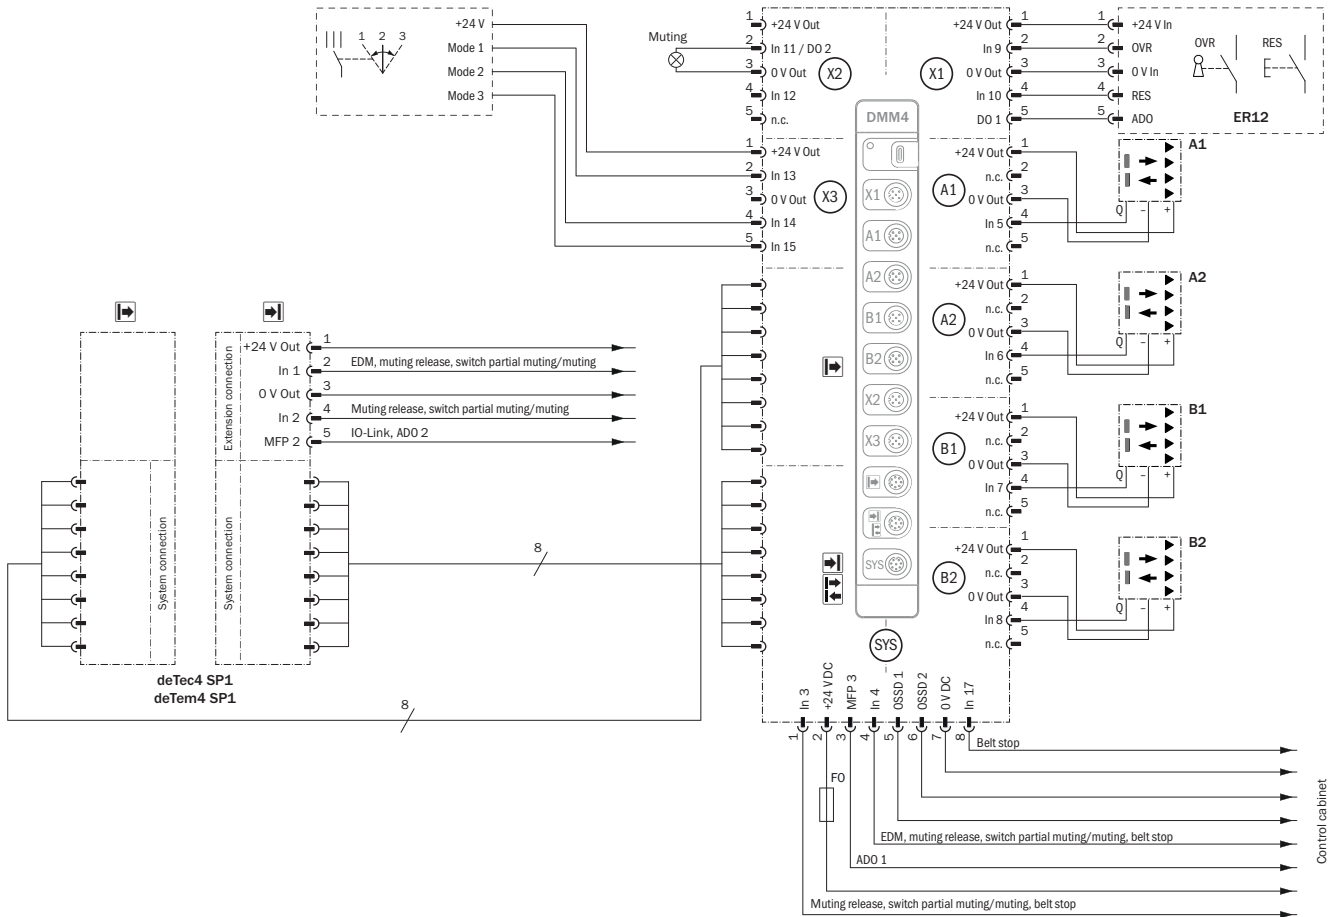 +24 V
1 2 3
Mode 1
Mode 2
Mode 3
Muting
1 +24 V Out
2 In 11 / DO 2
3 0 V Out
4 In 12
5 n.c.
X2
1 +24 V Out
2 In 13
3 0 V Out
4 In 14
5 In 15
X3
DMM4
X1
A1
A2
B1
B2
X2
X3
SYS
SYS
X1
+24 V Out 1
In 9 2
0 V Out 3
In 10 4
DO 1 5
1 +24 V In
2 OVR
3 0 V In
4 RES
5 ADO
OVR RES
ER12
A1
+24 V Out 1
n.c. 2
0 V Out 3
In 5 4
n.c. 5
A1
Q – +
A2
+24 V Out 1
n.c. 2
0 V Out 3
In 6 4
n.c. 5
A2
Q – +
B1
+24 V Out 1
n.c. 2
0 V Out 3
In 7 4
n.c. 5
B1
Q – +
B2
+24 V Out 1
n.c. 2
0 V Out 3
In 8 4
n.c. 5
B2
Q – +
Extension connection
+24 V Out 1
In 1 2 EDM, muting release, switch partial muting/muting
0 V Out 3
In 2 4 Muting release, switch partial muting/muting
MFP 2 5 IO-Link, ADO 2
System connection
System connection
deTec4 SP1
deTem4 SP1
8
8
In 3
+24 V DC
MFP 3
In 4
OSSD 1
OSSD 2
0 V DC
In 17
1 2 3 4 5 6 7 8
Belt stop
F0
EDM, muting release, switch partial muting/muting, belt stop
ADO 1
Muting release, switch partial muting/muting, belt stop
Control cabinet